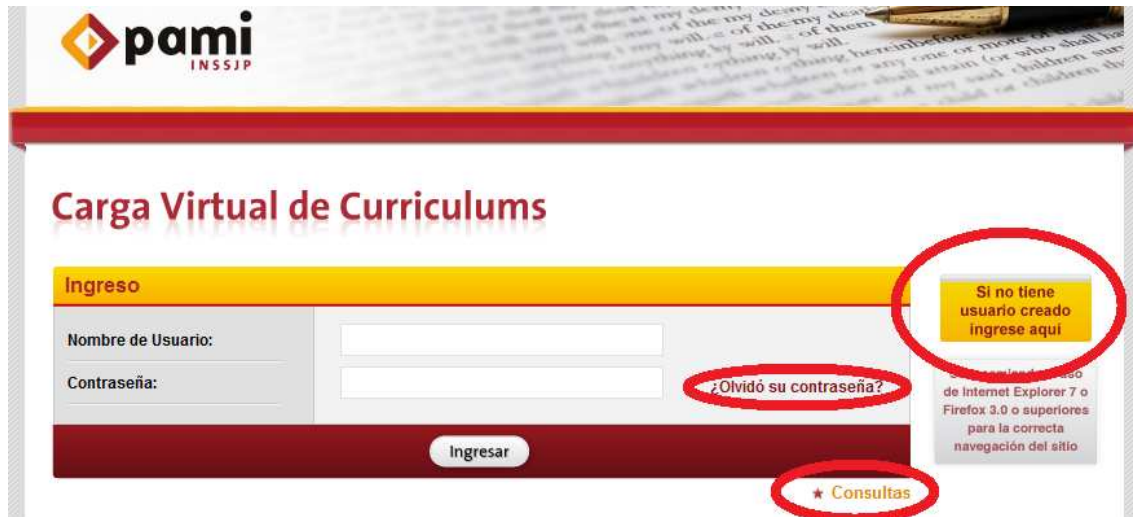 pami
INSSJP
Carga Virtual de Curriculums
Ingreso
Si no tiene
usuario creado
ingrese aquí
Nombre de Usuario:
Contraseña:
¿Olvidó su contraseña?
de Internet Explorer 7 o
Firefox 3.0 o superiores
para la correcta
navegación del sitio
Ingresar
★ Consultas